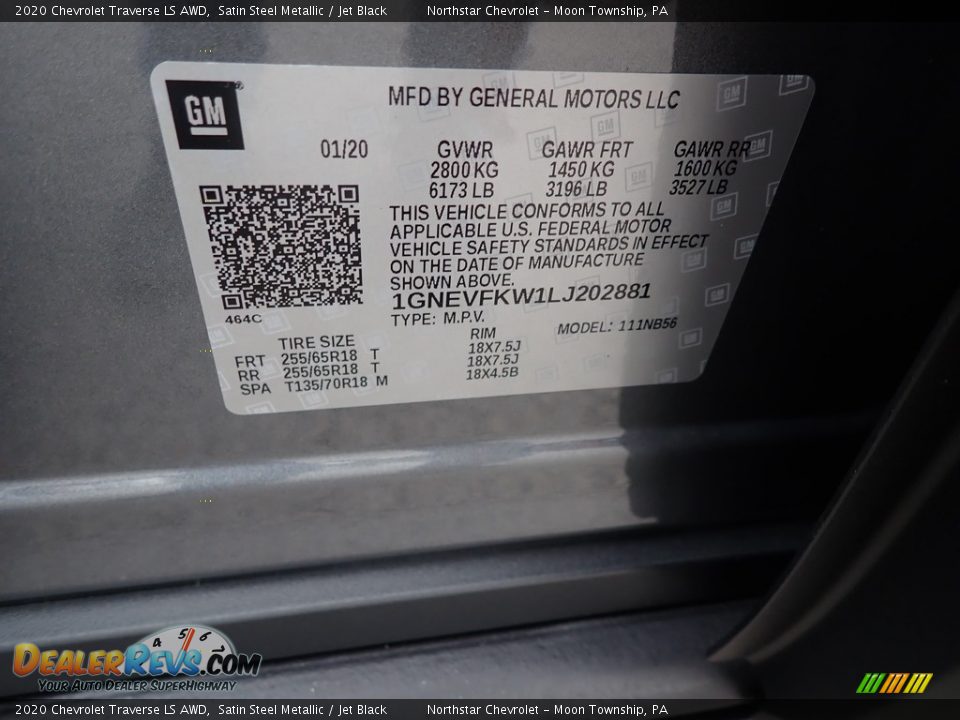 2020 Chevrolet Traverse LS AWD,  Satin Steel Metallic / Jet Black        Northstar Chevrolet - Moon Township, PA
GM
MFD BY GENERAL MOTORS LLC
01/20 GVWR GAWR FRT GAWR RR
2800 KG 1450 KG 1600 KG
6173 LB 3196 LB 3527 LB
THIS VEHICLE CONFORMS TO ALL
APPLICABLE U.S. FEDERAL MOTOR
VEHICLE SAFETY STANDARDS IN EFFECT
ON THE DATE OF MANUFACTURE
SHOWN ABOVE.
1GNEVFKW1LJ202881
464C
TYPE: M.P.V. MODEL: 111NB56
TIRE SIZE RIM
FRT 255/65R18 T 18X7.5J
RR 255/65R18 T 18X7.5J
SPA T135/70R18 M 18X4.5B
4 5 6
DEALERREVS.COM
YOUR AUTO DEALER SUPERHIGHWAY
2020 Chevrolet Traverse LS AWD,  Satin Steel Metallic / Jet Black        Northstar Chevrolet - Moon Township, PA